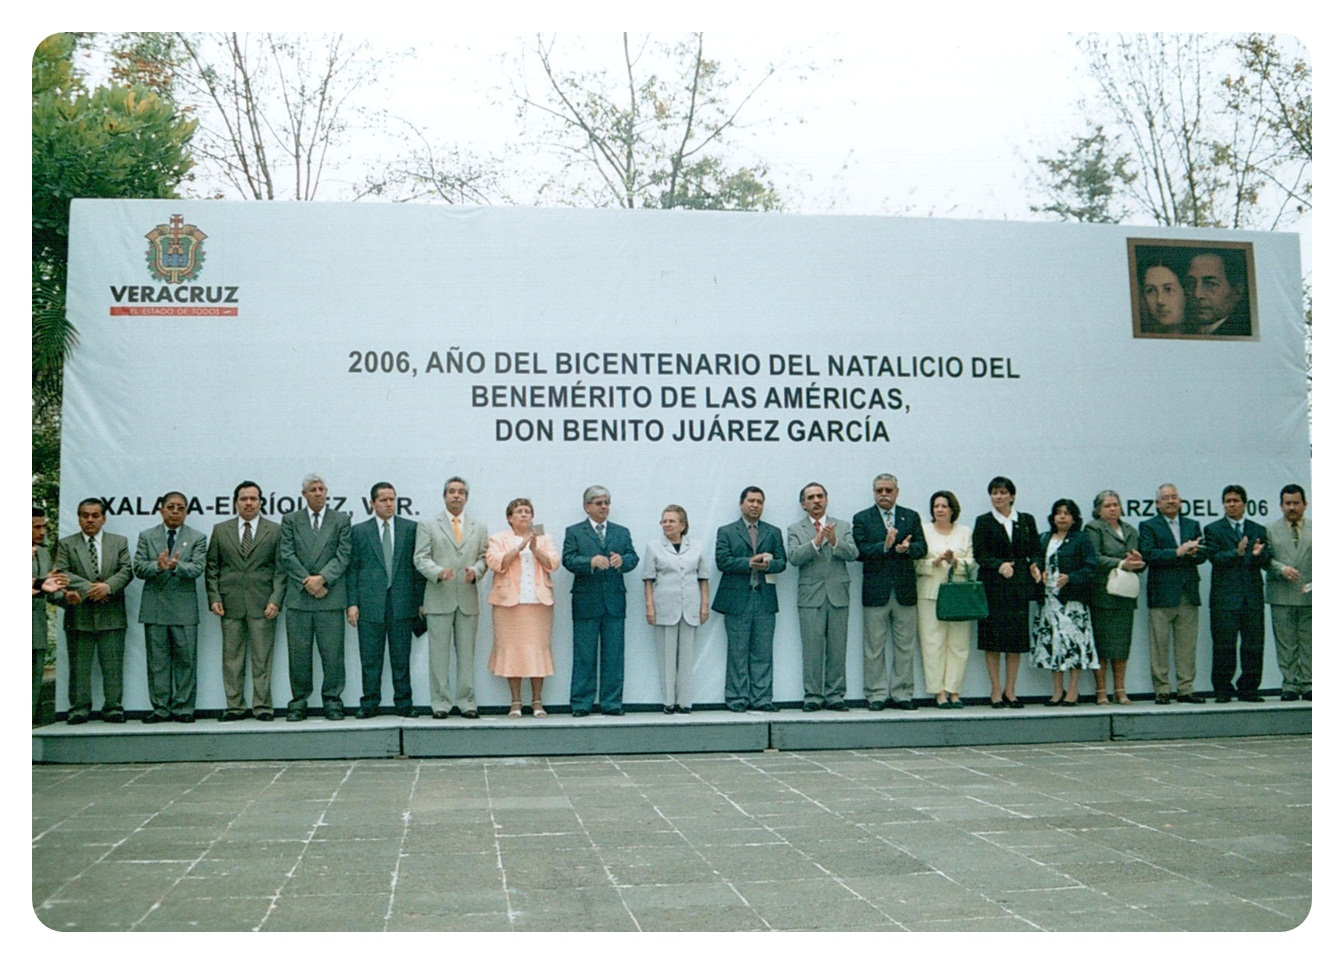 VERACRUZ
EL ESTADO DE TODOS
2006, AÑO DEL BICENTENARIO DEL NATALICIO DEL
BENEMÉRITO DE LAS AMÉRICAS,
DON BENITO JUÁREZ GARCÍA
DEL 2006